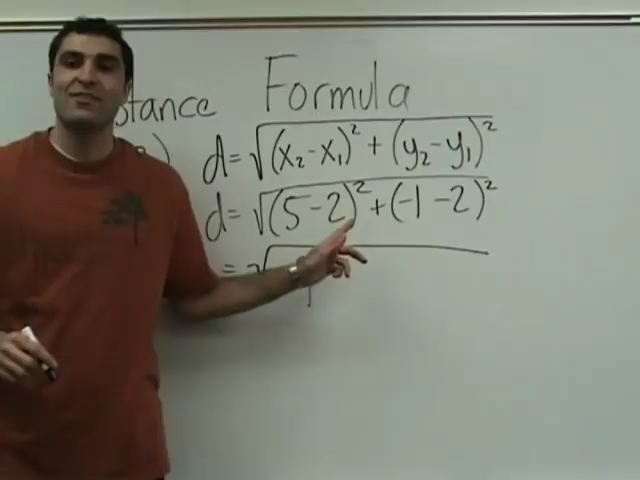 stance Formula
d=√(x₂-x₁)²+(y₂-y₁)²
d=√(5-2)²+(-1-2)²
=√